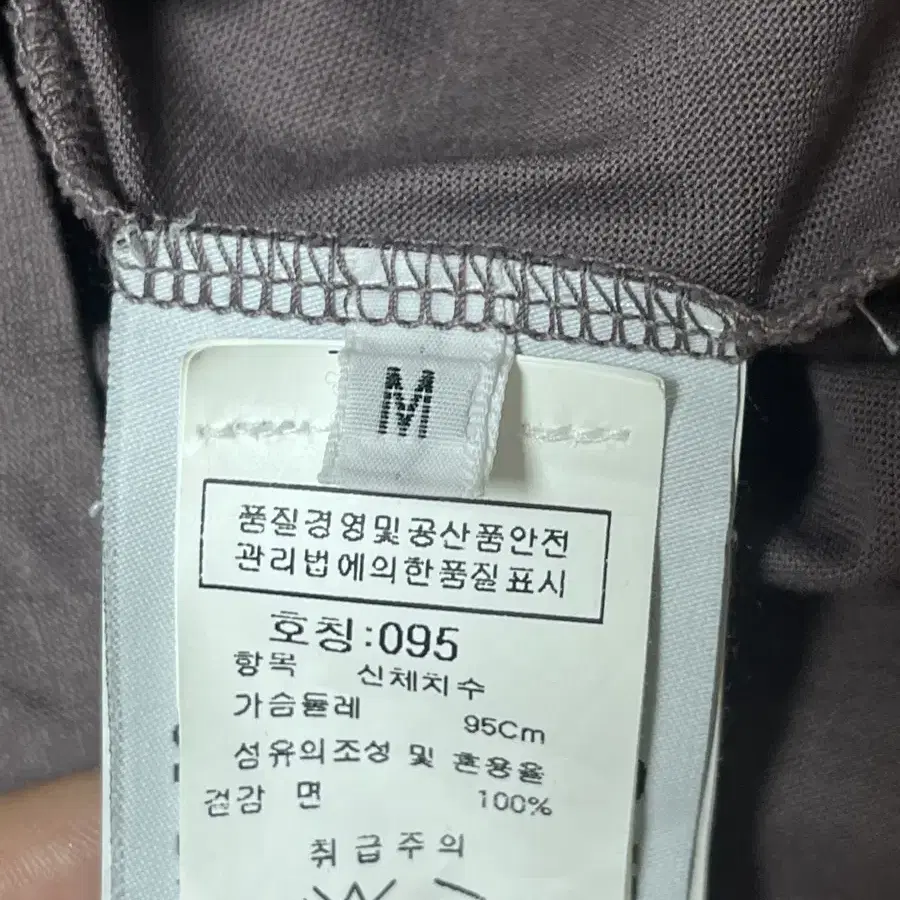 M
품질경영및공산품안전
관리법에의한품질표시
호칭:095
항목 신체치수
가슴둘레 95Cm
섬유의조성 및 혼용율
겉감 면 100%
취급주의